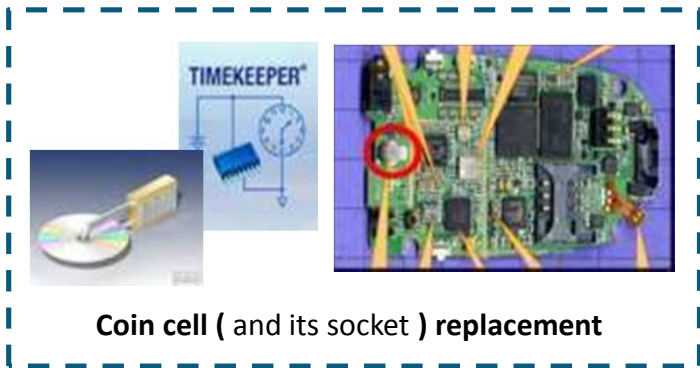 TIMEKEEPER®
Coin cell ( and its socket ) replacement